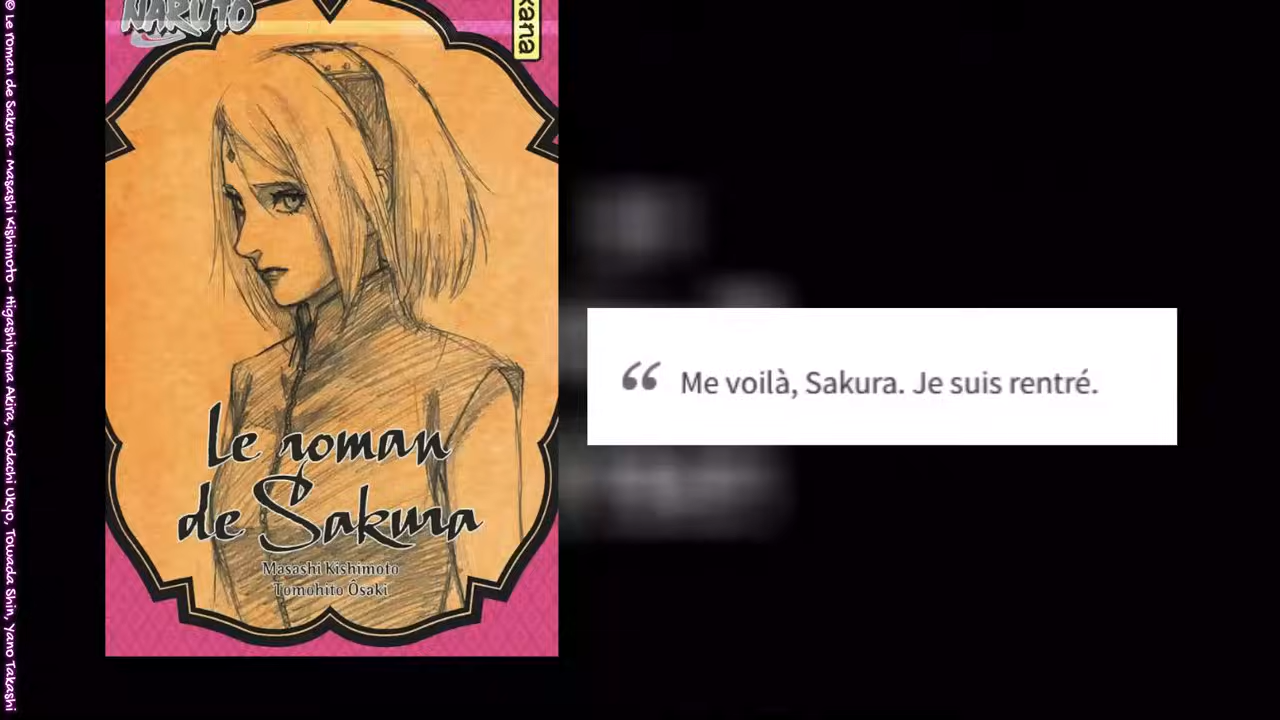 © Le roman de Sakura - Masashi Kishimoto - Higashiyama Akira, Kodachi Ukyo, Towada Shin, Yano Takashi
NARUTO
kana
Le roman
de Sakura
Masashi Kishimoto
Tomohito Ôsaki
“ Me voilà, Sakura. Je suis rentré.